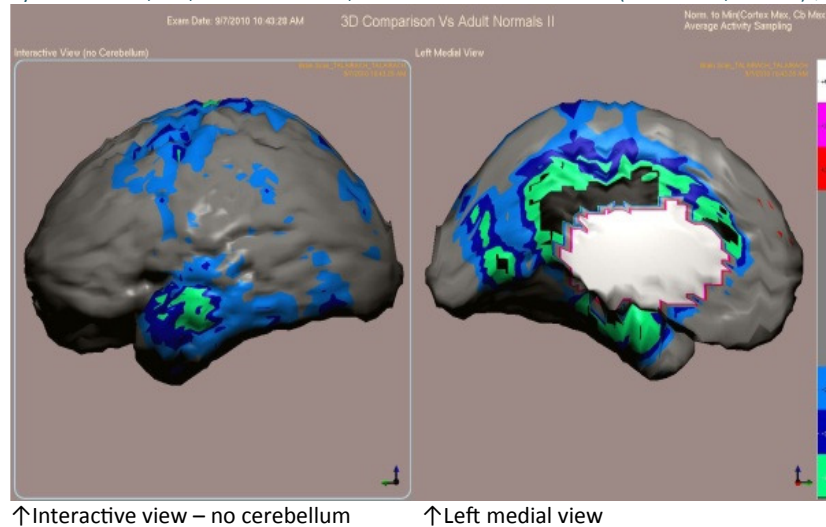 Exam Date: 9/7/2010 10:43:28 AM
3D Comparison Vs Adult Normals II
Norm. to Min(Cortex Max, Cb Max
Average Activity Sampling
Interactive View (no Cerebellum)
Left Medial View
↑Interactive view – no cerebellum
↑Left medial view